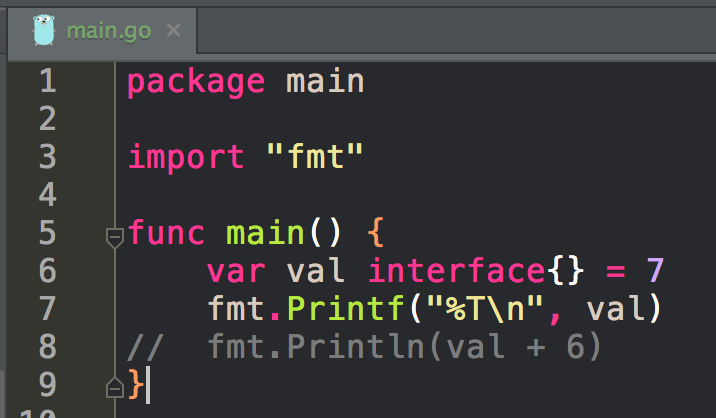 main.go ×
1 package main
2
3 import "fmt"
4
5 func main() {
6     var val interface{} = 7
7     fmt.Printf("%T\n", val)
8 //  fmt.Println(val + 6)
9 }
10